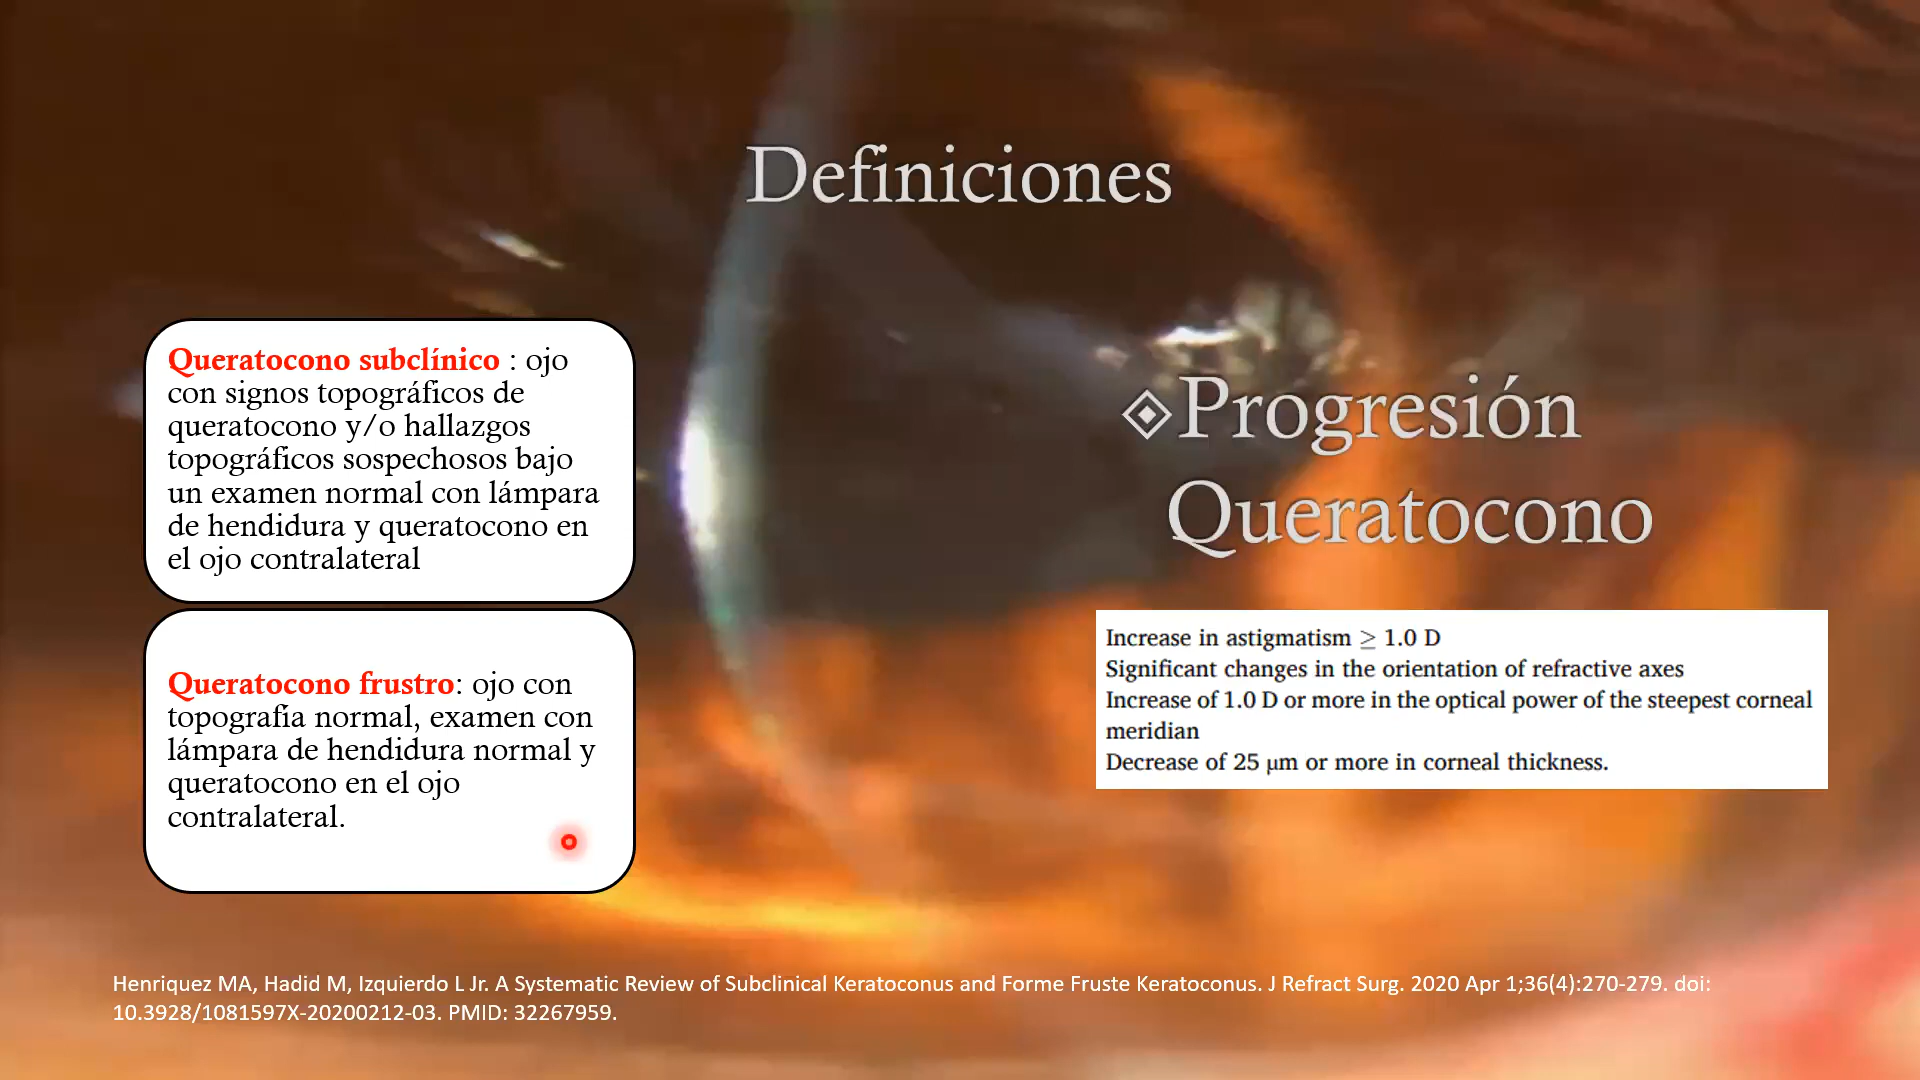 Definiciones
Queratocono subclínico : ojo
con signos topográficos de
queratocono y/o hallazgos
topográficos sospechosos bajo
un examen normal con lámpara
de hendidura y queratocono en
el ojo contralateral
Queratocono frustro: ojo con
topografía normal, examen con
lámpara de hendidura normal y
queratocono en el ojo
contralateral.
Progresión
Queratocono
Increase in astigmatism ≥ 1.0 D
Significant changes in the orientation of refractive axes
Increase of 1.0 D or more in the optical power of the steepest corneal
meridian
Decrease of 25 μm or more in corneal thickness.
Henriquez MA, Hadid M, Izquierdo L Jr. A Systematic Review of Subclinical Keratoconus and Forme Fruste Keratoconus. J Refract Surg. 2020 Apr 1;36(4):270-279. doi:
10.3928/1081597X-20200212-03. PMID: 32267959.